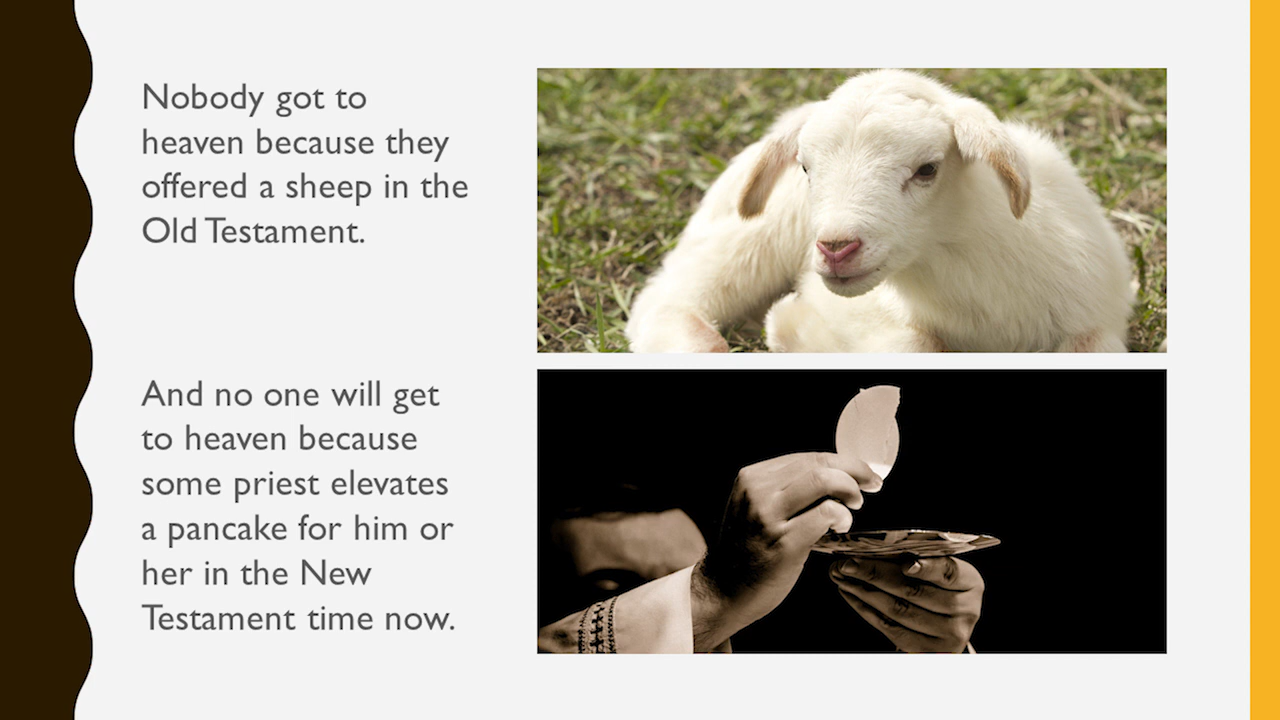 Nobody got to
heaven because they
offered a sheep in the
Old Testament.
And no one will get
to heaven because
some priest elevates
a pancake for him or
her in the New
Testament time now.